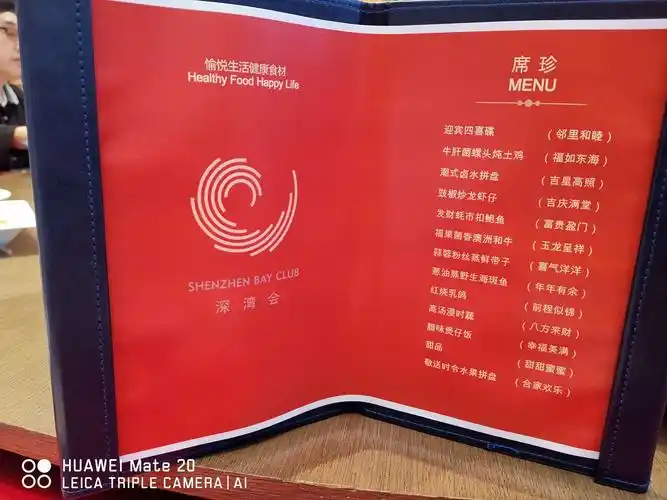 愉悦生活健康食材
Healthy Food Happy Life
SHENZHEN BAY CLUB
深湾会
席珍
MENU
迎宾四喜碟 （邻里和睦）
牛肝菌螺头炖土鸡 （福如东海）
潮式卤水拼盘 （吉星高照）
豉椒炒龙虾仔 （吉庆满堂）
发财蚝市扣鲍鱼 （富贵盈门）
福果菌香澳洲和牛 （玉龙呈祥）
蒜蓉粉丝蒸鲜带子 （喜气洋洋）
葱油蒸野生海斑鱼 （年年有余）
红烧乳鸽 （前程似锦）
高汤浸时蔬 （八方来财）
腊味煲仔饭 （幸福美满）
甜品 （甜甜蜜蜜）
敬送时令水果拼盘 （合家欢乐）
HUAWEI Mate 20
LEICA TRIPLE CAMERA | AI